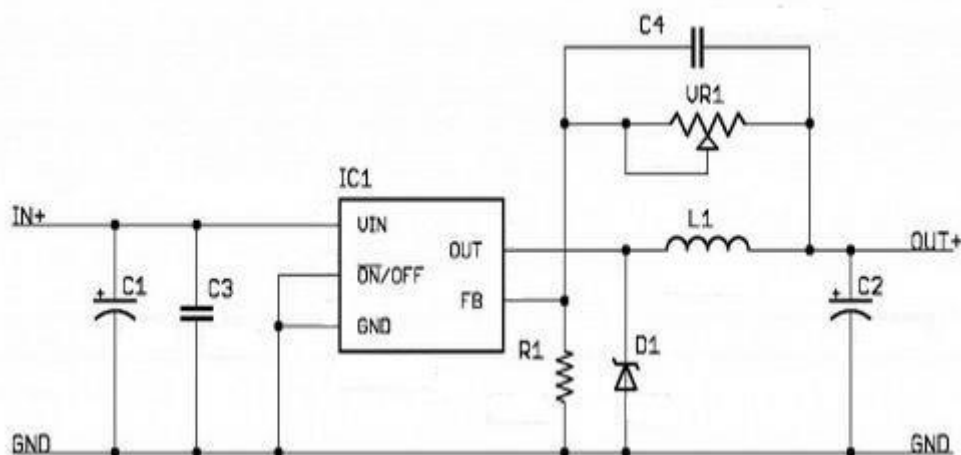 C4
VR1
IC1
IN+
VIN
L1
OUT
OUT+
ON/OFF
C1
C3
C2
FB
GND
R1
D1
GND
GND